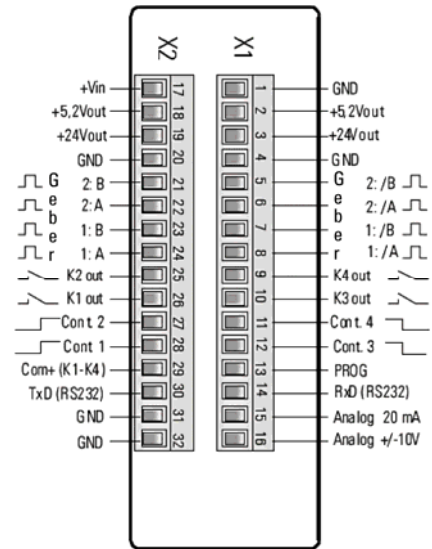 X2 X1
+Vin 17 1 GND
+5,2Vout 18 2 +5,2Vout
+24Vout 19 3 +24Vout
GND 20 4 GND
2: B 21 5 2: /B
2: A 22 6 2: /A
1: B 23 7 1: /B
1: A 24 8 1: /A
Geber Geber
K2 out 25 9 K4 out
K1 out 26 10 K3 out
Cont. 2 27 11 Cont. 4
Cont 1 28 12 Cont. 3
Com+ (K1-K4) 29 13 PROG
TxD (RS232) 30 14 RxD (RS232)
GND 31 15 Analog 20 mA
GND 32 16 Analog +/-10V